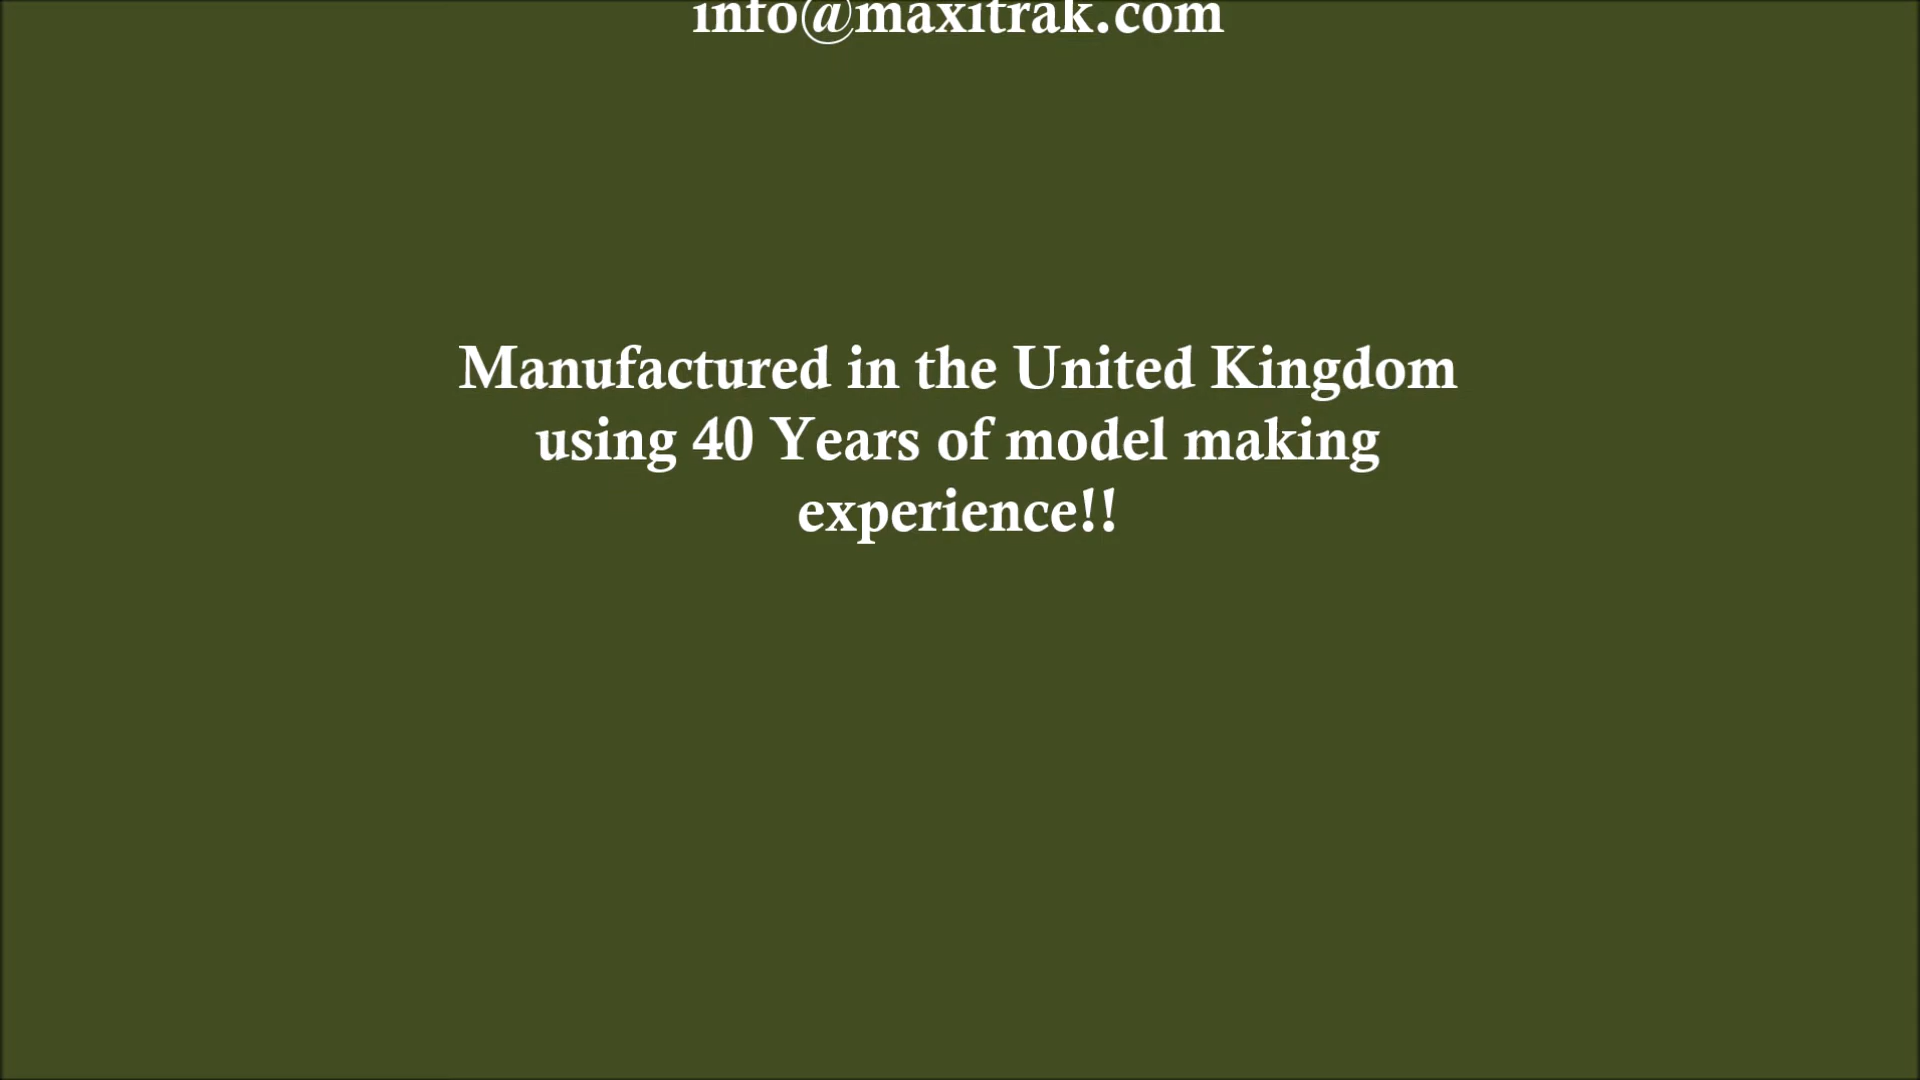 info@maxitrak.com
Manufactured in the United Kingdom
using 40 Years of model making
experience!!